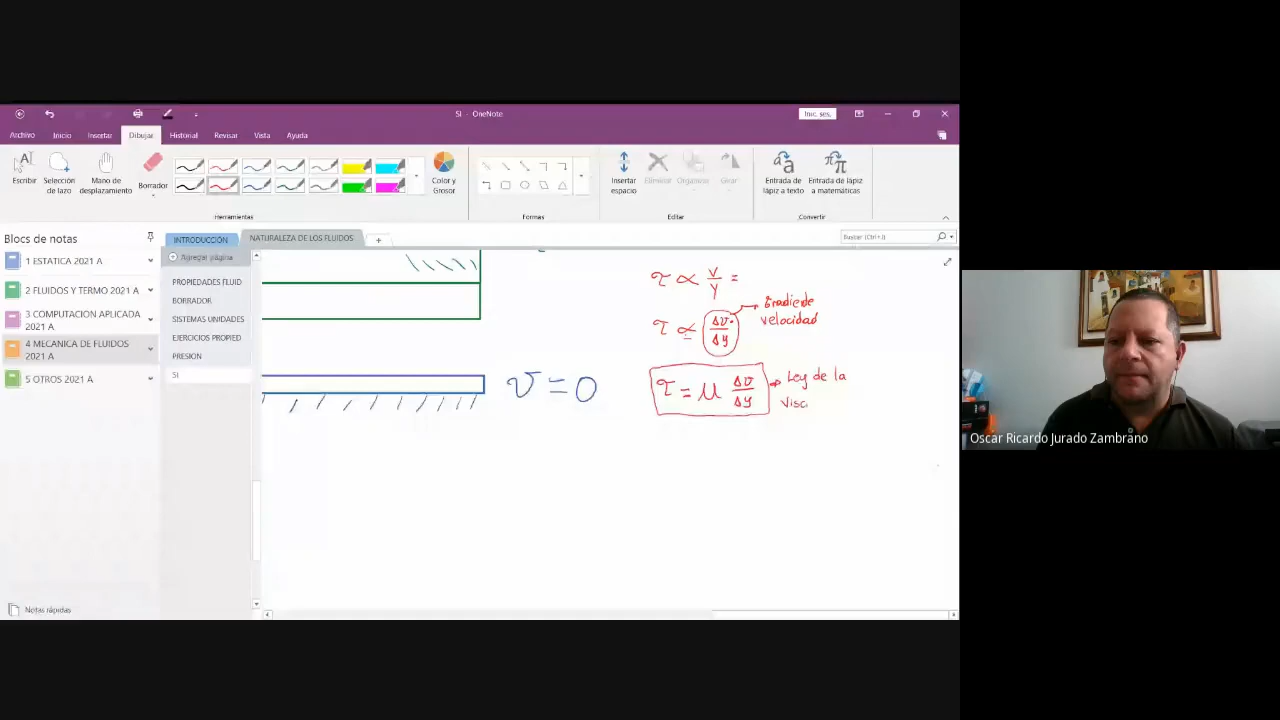 SI - OneNote
Inic. ses.
Archivo Inicio Insertar Dibujar Historial Revisar Vista Ayuda
Escribir
Selección de lazo
Mano de desplazamiento
Borrador
Color y Grosor
Insertar espacio
Eliminar
Organizar
Girar
Entrada de lápiz a texto
Entrada de lápiz a matemáticas
Herramientas
Formas
Editar
Convertir
Blocs de notas
INTRODUCCIÓN
NATURALEZA DE LOS FLUIDOS
+
Buscar (Ctrl+J)
1 ESTATICA 2021 A
2 FLUIDOS Y TERMO 2021 A
3 COMPUTACION APLICADA 2021 A
4 MECANICA DE FLUIDOS 2021 A
5 OTROS 2021 A
Agregar página
PROPIEDADES FLUID
BORRADOR
SISTEMAS UNIDADES
EJERCICIOS PROPIED
PRESION
SI
τ ∝ v/y =
τ ∝ Δv/Δy → Gradiente
velocidad
τ = μ Δv/Δy → Ley de la
Visc
v = 0
Notas rápidas
Oscar Ricardo Jurado Zambrano